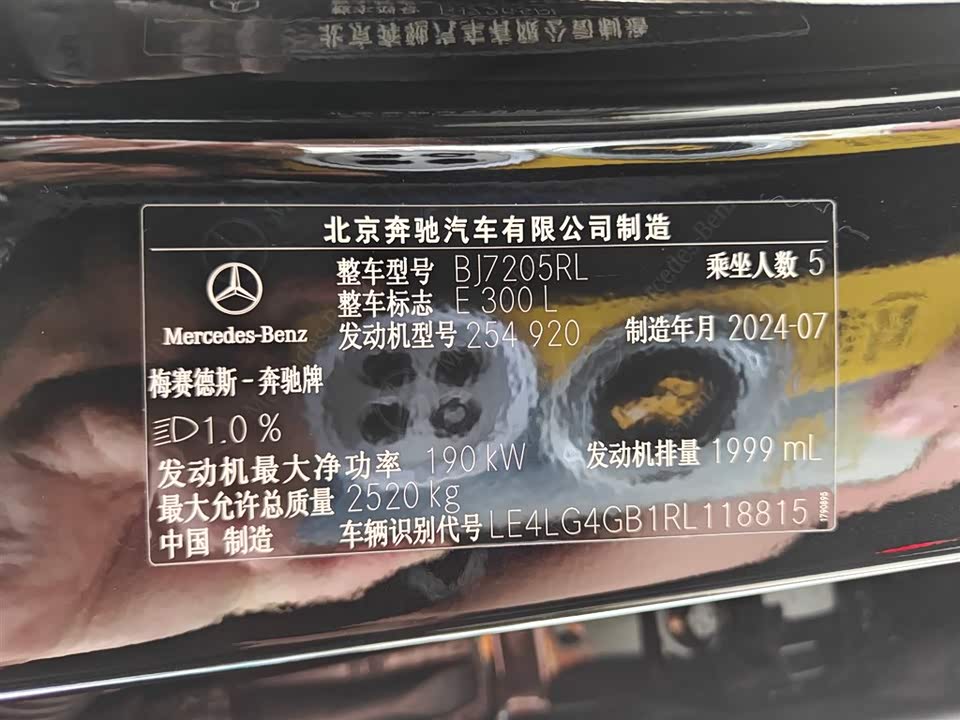 北京奔驰汽车有限公司制造
整车型号 BJ7205RL 乘坐人数 5
整车标志 E 300 L
Mercedes-Benz 发动机型号 254 920 制造年月 2024-07
梅赛德斯-奔驰牌
1.0 %
发动机最大净功率 190 kW 发动机排量 1999 mL
最大允许总质量 2520 kg
中国 制造 车辆识别代号 LE4LG4GB1RL118815
1790895